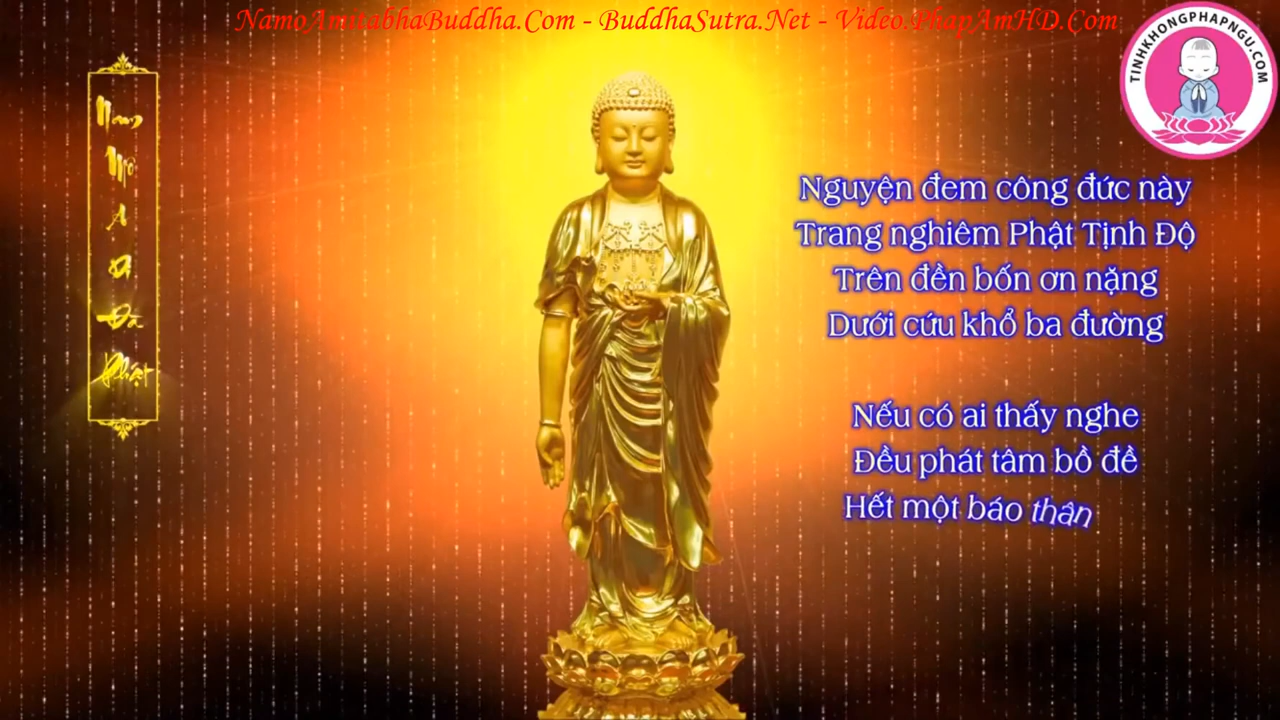 NamoAmitabhaBuddha.Com - BuddhaSutra.Net - Video.PhapAmHD.Com
TINHKHONGPHAPNGU.COM
Nam
Mô
A
Di
Đà
Phật
Nguyện đem công đức này
Trang nghiêm Phật Tịnh Độ
Trên đền bốn ơn nặng
Dưới cứu khổ ba đường
Nếu có ai thấy nghe
Đều phát tâm bồ đề
Hết một báo thân